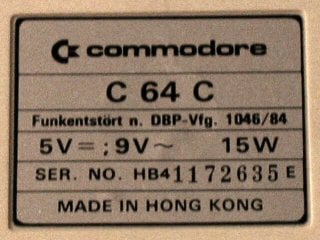 commodore
C 64 C
Funkentstört n. DBP-Vfg. 1046/84
5V⎓; 9V~ 15W
SER. NO. HB41172635E
MADE IN HONG KONG